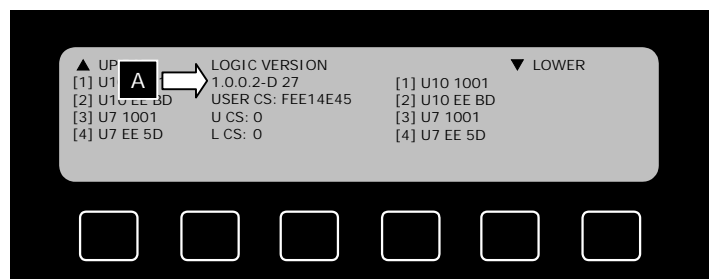 ▲ LOGIC VERSION ▼ LOWER
[1] A 1.0.0.2-D 27 [1] U10 1001
[2] U10 EE BD USER CS: FEE14E45 [2] U10 EE BD
[3] U7 1001 U CS: 0 [3] U7 1001
[4] U7 EE 5D L CS: 0 [4] U7 EE 5D